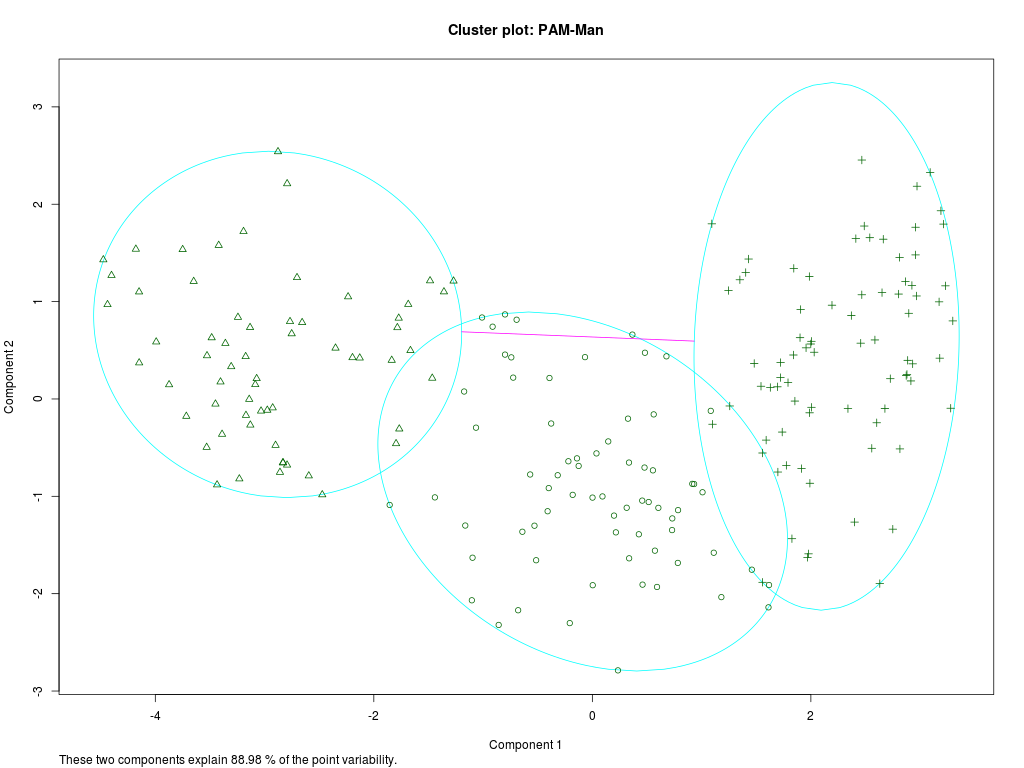 Cluster plot: PAM-Man
3
2
1
0
-1
-2
-3
Component 2
-4
-2
0
2
Component 1
These two components explain 88.98 % of the point variability.